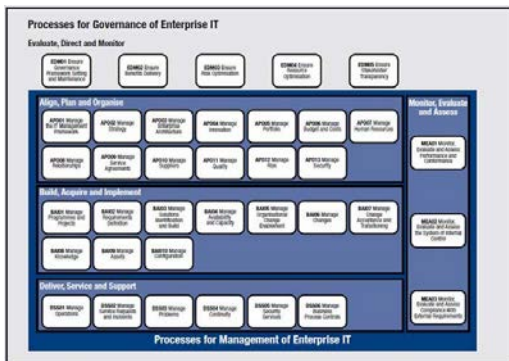 Processes for Governance of Enterprise IT
Evaluate, Direct and Monitor
EDM01 Ensure
Governance
Framework Setting
and Maintenance
EDM02 Ensure
Benefits Delivery
EDM03 Ensure
Risk Optimisation
EDM04 Ensure
Resource
Optimisation
EDM05 Ensure
Stakeholder
Transparency
Align, Plan and Organise
APO01 Manage
the IT Management
Framework
APO02 Manage
Strategy
APO03 Manage
Enterprise
Architecture
APO04 Manage
Innovation
APO05 Manage
Portfolio
APO06 Manage
Budget and Costs
APO07 Manage
Human Resources
APO08 Manage
Relationships
APO09 Manage
Service
Agreements
APO10 Manage
Suppliers
APO11 Manage
Quality
APO12 Manage
Risk
APO13 Manage
Security
Build, Acquire and Implement
BAI01 Manage
Programmes and
Projects
BAI02 Manage
Requirements
Definition
BAI03 Manage
Solutions
Identification
and Build
BAI04 Manage
Availability
and Capacity
BAI05 Manage
Organisational
Change
Enablement
BAI06 Manage
Changes
BAI07 Manage
Change
Acceptance and
Transitioning
BAI08 Manage
Knowledge
BAI09 Manage
Assets
BAI010 Manage
Configuration
Deliver, Service and Support
DSS01 Manage
Operations
DSS02 Manage
Service Requests
and Incidents
DSS03 Manage
Problems
DSS04 Manage
Continuity
DSS05 Manage
Security
Services
DSS06 Manage
Business
Process Controls
Monitor, Evaluate
and Assess
MEA01 Monitor,
Evaluate and Assess
Performance and
Conformance
MEA02 Monitor,
Evaluate and Assess
the System of Internal
Control
MEA03 Monitor,
Evaluate and Assess
Compliance With
External Requirements
Processes for Management of Enterprise IT